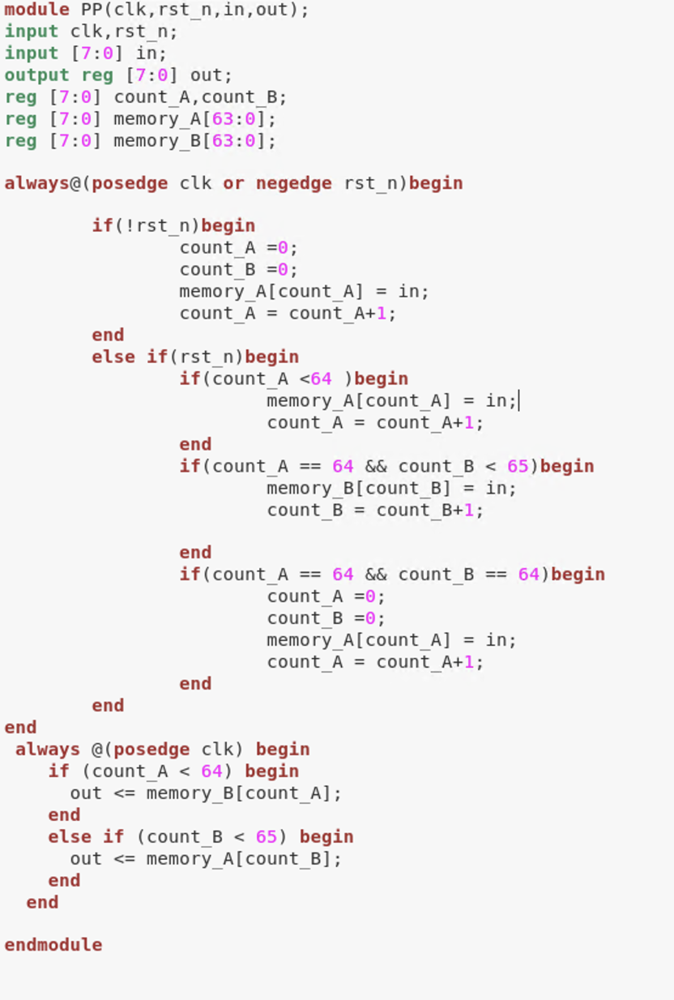 module PP(clk,rst_n,in,out);
input clk,rst_n;
input [7:0] in;
output reg [7:0] out;
reg [7:0] count_A,count_B;
reg [7:0] memory_A[63:0];
reg [7:0] memory_B[63:0];

always@(posedge clk or negedge rst_n)begin

        if(!rst_n)begin
                count_A =0;
                count_B =0;
                memory_A[count_A] = in;
                count_A = count_A+1;
        end
        else if(rst_n)begin
                if(count_A <64 )begin
                        memory_A[count_A] = in;
                        count_A = count_A+1;
                end
                if(count_A == 64 && count_B < 65)begin
                        memory_B[count_B] = in;
                        count_B = count_B+1;

                end
                if(count_A == 64 && count_B == 64)begin
                        count_A =0;
                        count_B =0;
                        memory_A[count_A] = in;
                        count_A = count_A+1;
                end
        end
end
 always @(posedge clk) begin
    if (count_A < 64) begin
      out <= memory_B[count_A];
    end
    else if (count_B < 65) begin
      out <= memory_A[count_B];
    end
  end

endmodule